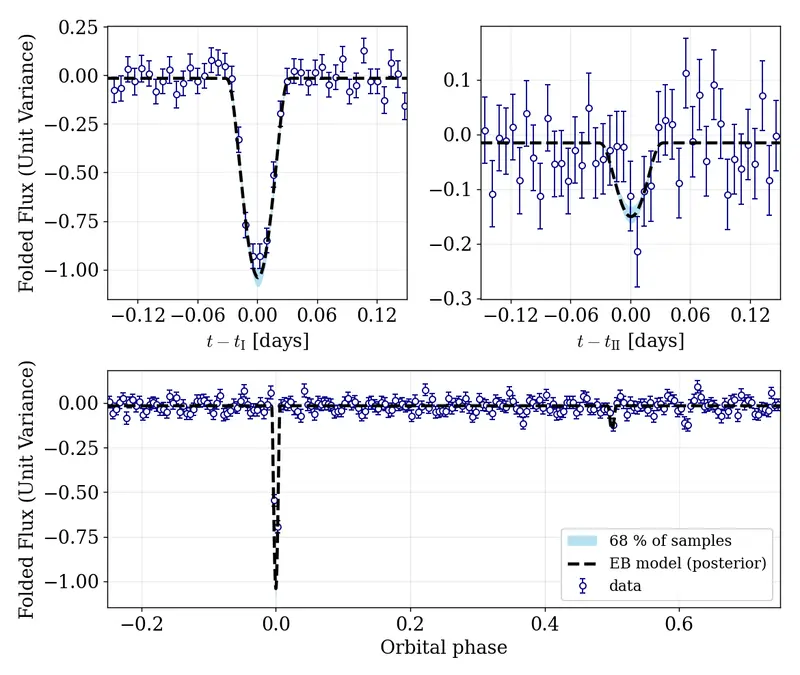 Folded Flux (Unit Variance)
0.25
0.00
−0.25
−0.50
−0.75
−1.00
−0.12 −0.06 0.00 0.06 0.12
t − t_I [days]
0.1
0.0
−0.1
−0.2
−0.3
−0.12 −0.06 0.00 0.06 0.12
t − t_II [days]
Folded Flux (Unit Variance)
0.00
−0.25
−0.50
−0.75
−1.00
68 % of samples
EB model (posterior)
data
−0.2 0.0 0.2 0.4 0.6
Orbital phase